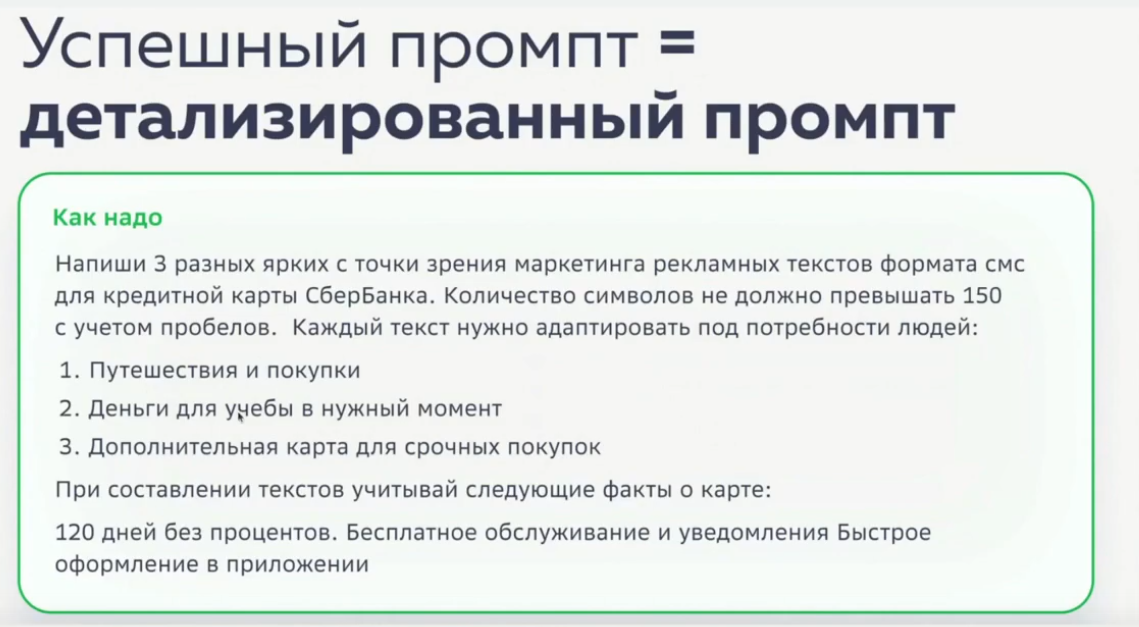 Успешный промпт =
детализированный промпт
Как надо
Напиши 3 разных ярких с точки зрения маркетинга рекламных текстов формата смс
для кредитной карты СберБанка. Количество символов не должно превышать 150
с учетом пробелов. Каждый текст нужно адаптировать под потребности людей:
1. Путешествия и покупки
2. Деньги для учебы в нужный момент
3. Дополнительная карта для срочных покупок
При составлении текстов учитывай следующие факты о карте:
120 дней без процентов. Бесплатное обслуживание и уведомления Быстрое
оформление в приложении